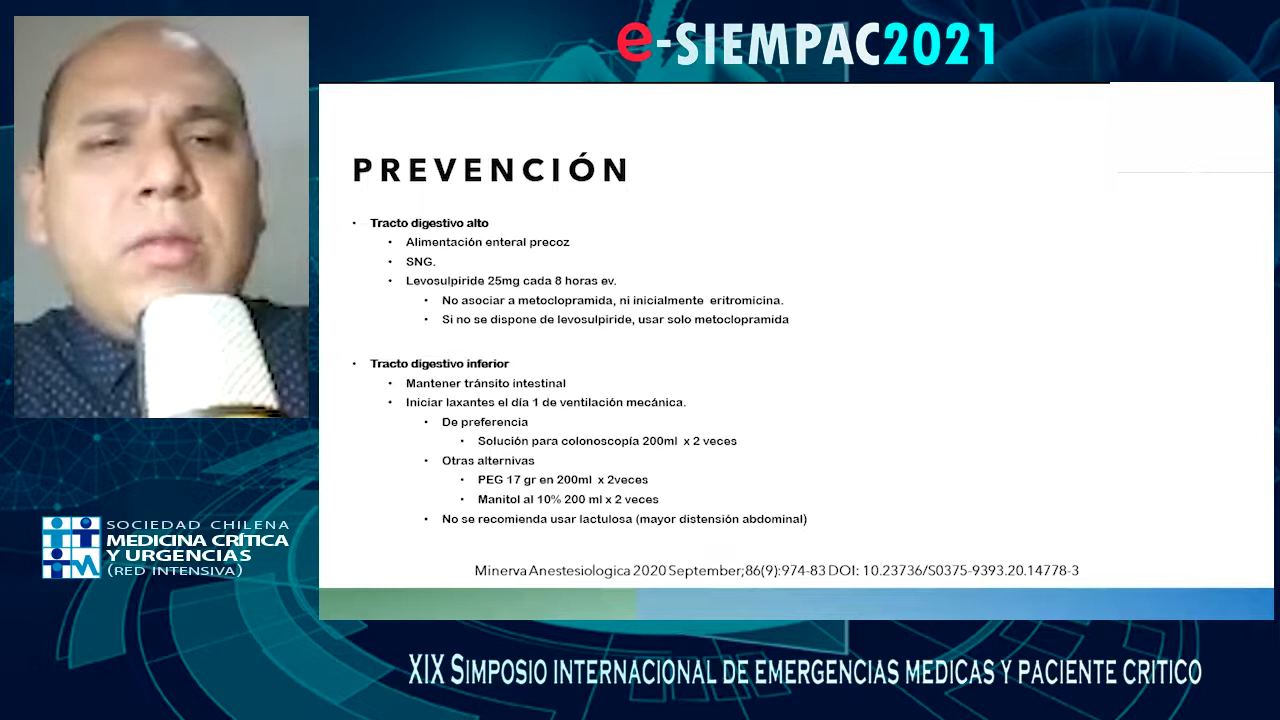 e-SIEMPAC2021
PREVENCIÓN
• Tracto digestivo alto
• Alimentación enteral precoz
• SNG.
• Levosulpiride 25mg cada 8 horas ev.
• No asociar a metoclopramida, ni inicialmente eritromicina.
• Si no se dispone de levosulpiride, usar solo metoclopramida
• Tracto digestivo inferior
• Mantener tránsito intestinal
• Iniciar laxantes el día 1 de ventilación mecánica.
• De preferencia
• Solución para colonoscopía 200ml x 2 veces
• Otras alternivas
• PEG 17 gr en 200ml x 2veces
• Manitol al 10% 200 ml x 2 veces
• No se recomienda usar lactulosa (mayor distensión abdominal)
Minerva Anestesiologica 2020 September;86(9):974-83 DOI: 10.23736/S0375-9393.20.14778-3
SOCIEDAD CHILENA
MEDICINA CRÍTICA
Y URGENCIAS
(RED INTENSIVA)
XIX SIMPOSIO INTERNACIONAL DE EMERGENCIAS MEDICAS Y PACIENTE CRITICO